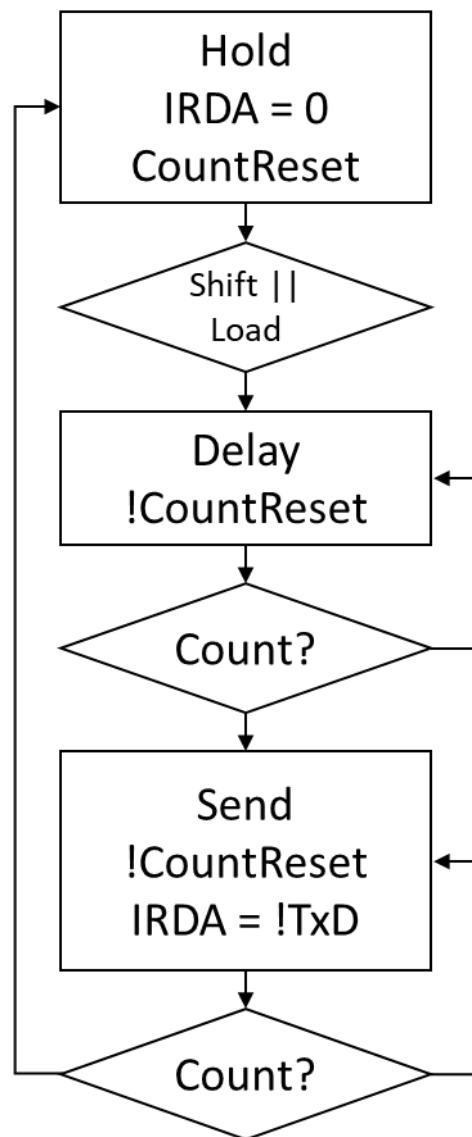 Hold
IRDA = 0
CountReset
Shift ||
Load
Delay
!CountReset
Count?
Send
!CountReset
IRDA = !TxD
Count?